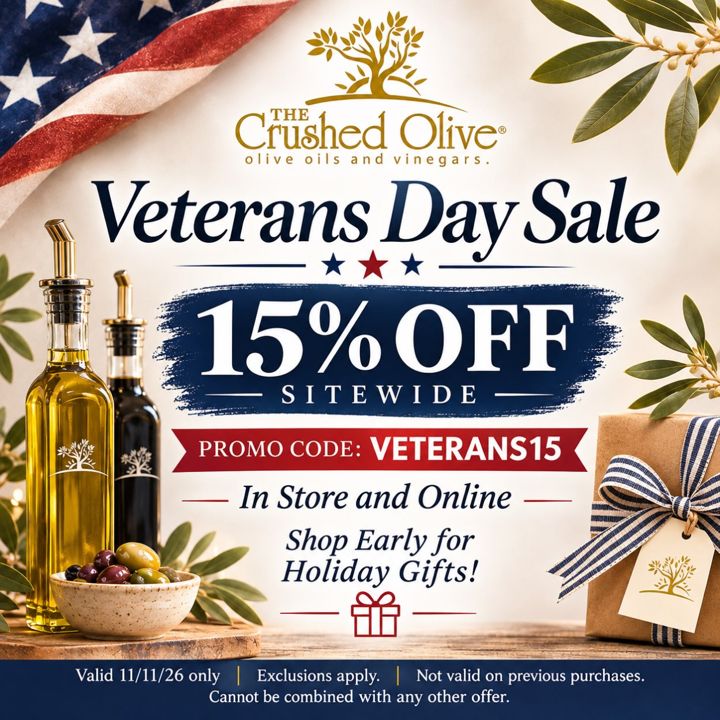 THE
Crushed Olive®
olive oils and vinegars.
Veterans Day Sale
15% OFF
SITEWIDE
PROMO CODE: VETERANS15
In Store and Online
Shop Early for
Holiday Gifts!
Valid 11/11/26 only | Exclusions apply. | Not valid on previous purchases.
Cannot be combined with any other offer.